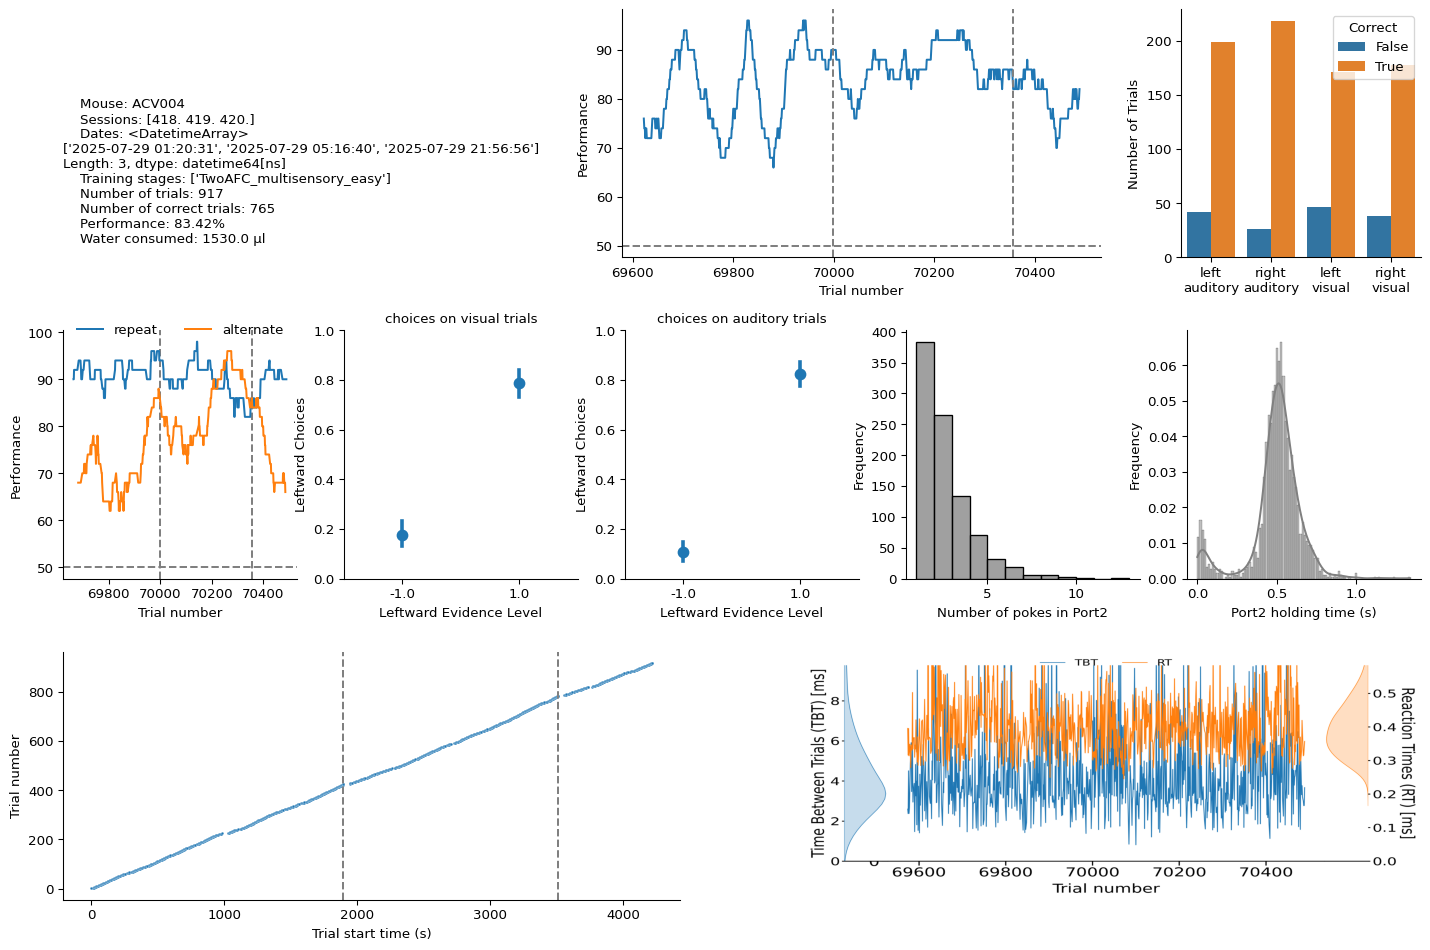 Mouse: ACV004
Sessions: [418. 419. 420.]
Dates: <DatetimeArray>
['2025-07-29 01:20:31', '2025-07-29 05:16:40', '2025-07-29 21:56:56']
Length: 3, dtype: datetime64[ns]
Training stages: ['TwoAFC_multisensory_easy']
Number of trials: 917
Number of correct trials: 765
Performance: 83.42%
Water consumed: 1530.0 µl
Performance
90
80
70
60
50
69600 69800 70000 70200 70400
Trial number
Number of Trials
200
150
100
50
0
Correct
False
True
left auditory
right auditory
left visual
right visual
repeat alternate
Performance
100
90
80
70
60
50
69800 70000 70200 70400
Trial number
choices on visual trials
Leftward Choices
1.0
0.8
0.6
0.4
0.2
0.0
-1.0 1.0
Leftward Evidence Level
choices on auditory trials
Leftward Choices
1.0
0.8
0.6
0.4
0.2
0.0
-1.0 1.0
Leftward Evidence Level
Frequency
400
350
300
250
200
150
100
50
0
5 10
Number of pokes in Port2
Frequency
0.06
0.05
0.04
0.03
0.02
0.01
0.00
0.0 0.5 1.0
Port2 holding time (s)
Trial number
800
600
400
200
0
0 1000 2000 3000 4000
Trial start time (s)
TBT RT
Time Between Trials (TBT) [ms]
8
6
4
2
0
0
69600 69800 70000 70200 70400
Trial number
0.5
0.4
0.3
0.2
0.1
0.0
Reaction Times (RT) [ms]